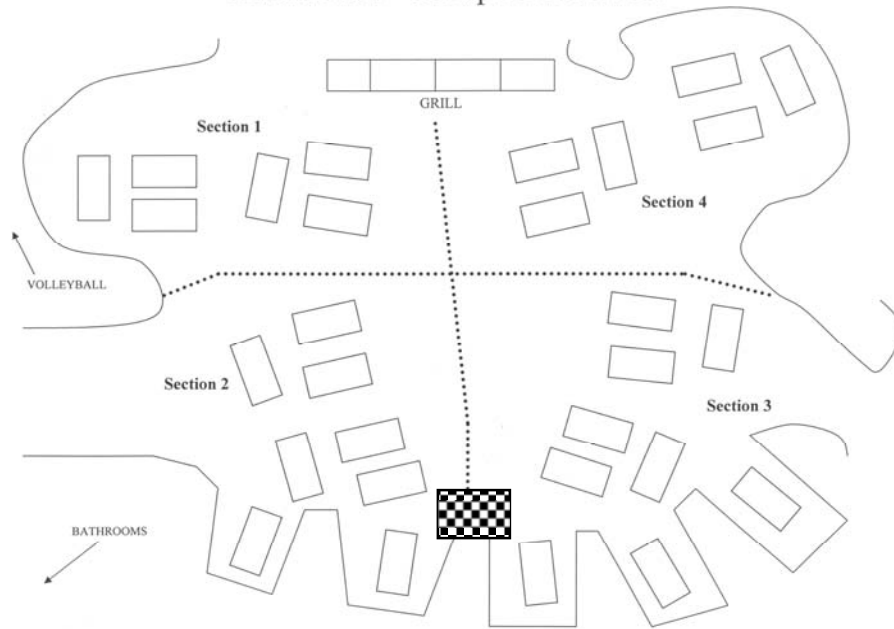 GRILL
Section 1
Section 4
VOLLEYBALL
Section 2
Section 3
BATHROOMS